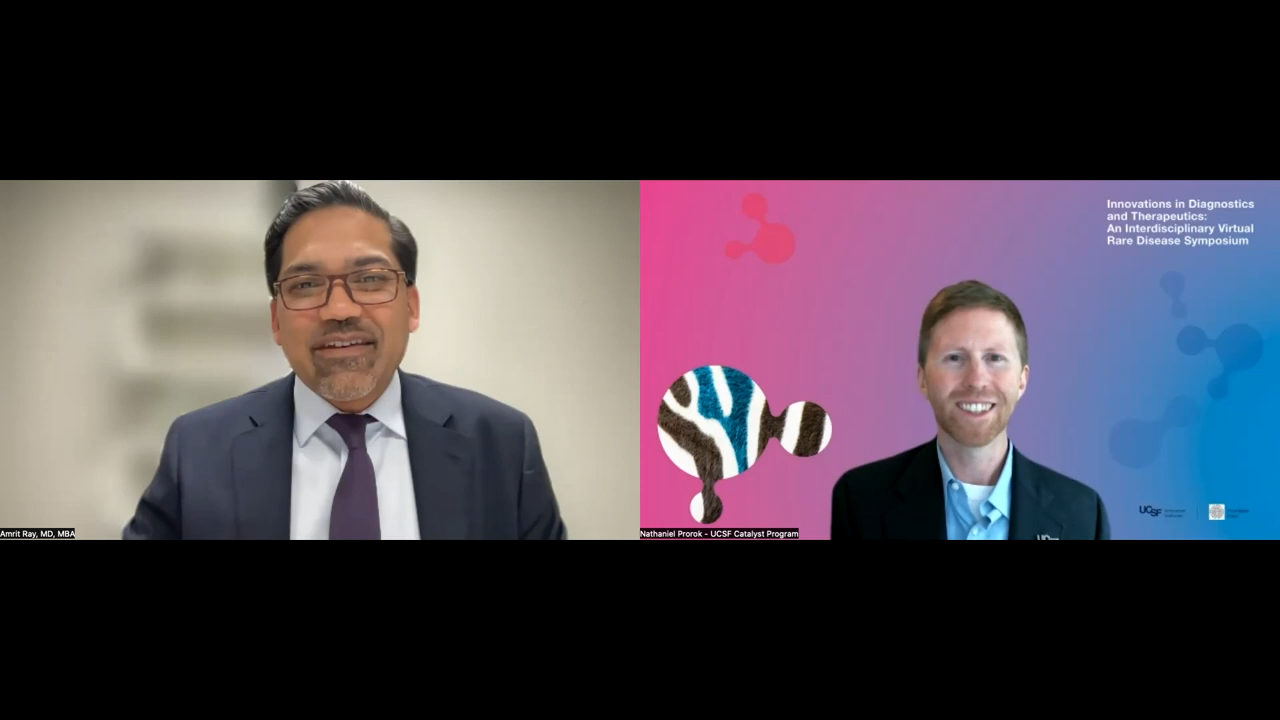 Innovations in Diagnostics
and Therapeutics:
An Interdisciplinary Virtual
Rare Disease Symposium
UCSF
Amrit Ray, MD, MBA
Nathaniel Prorok - UCSF Catalyst Program